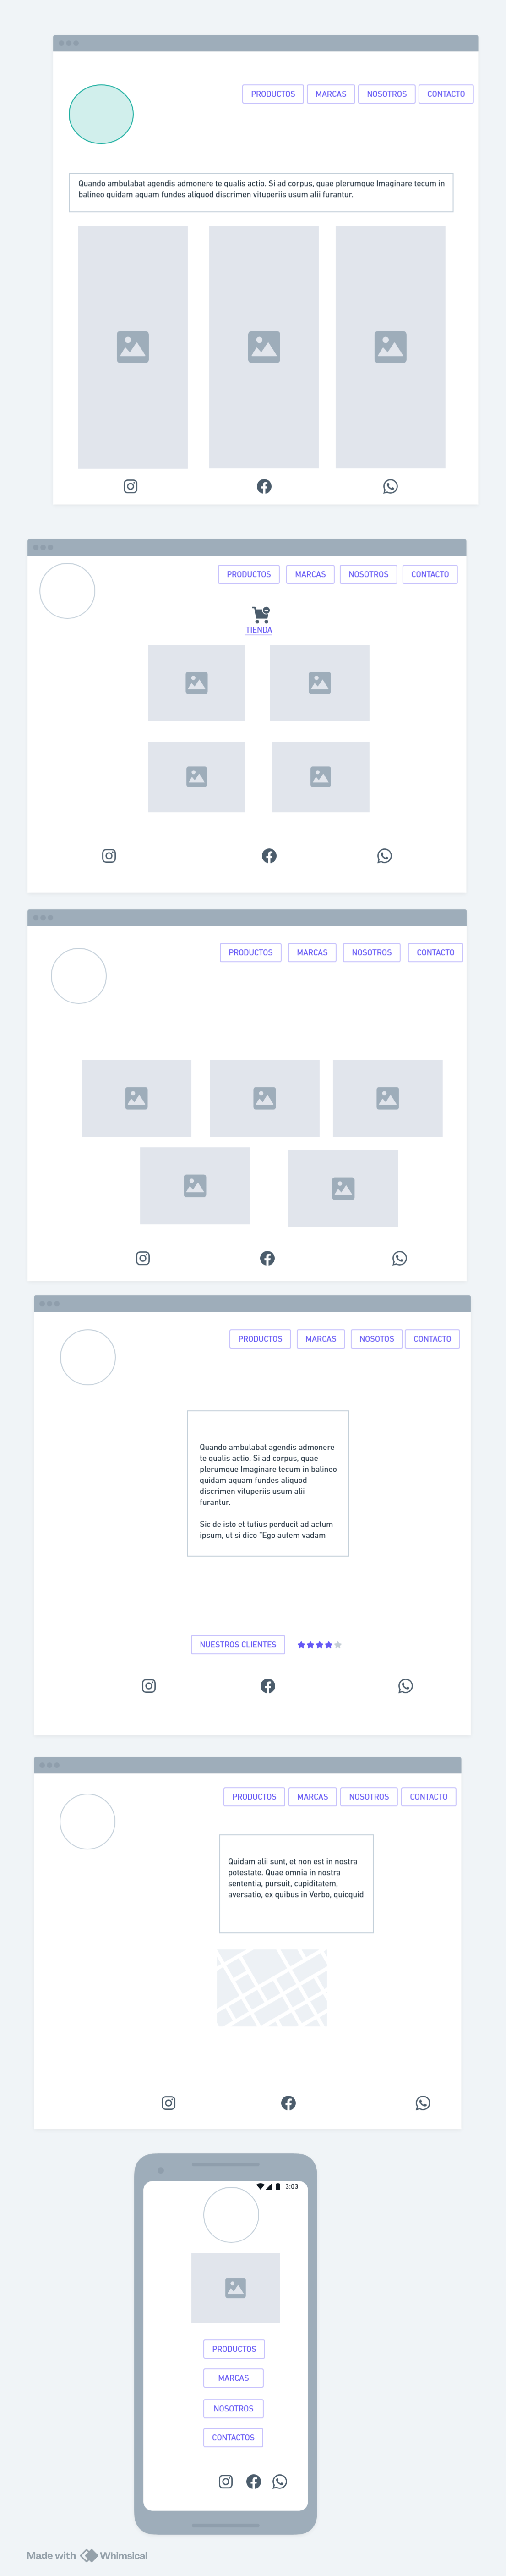 PRODUCTOS MARCAS NOSOTROS CONTACTO
Quando ambulabat agendis admonere te qualis actio. Si ad corpus, quae plerumque Imaginare tecum in
balineo quidam aquam fundes aliquod discrimen vituperiis usum alii furantur.
PRODUCTOS MARCAS NOSOTROS CONTACTO
TIENDA
PRODUCTOS MARCAS NOSOTROS CONTACTO
PRODUCTOS MARCAS NOSOTOS CONTACTO
Quando ambulabat agendis admonere
te qualis actio. Si ad corpus, quae
plerumque Imaginare tecum in balineo
quidam aquam fundes aliquod
discrimen vituperiis usum alii
furantur.
Sic de isto et tutius perducit ad actum
ipsum, ut si dico "Ego autem vadam
NUESTROS CLIENTES
PRODUCTOS MARCAS NOSOTROS CONTACTO
Quidam alii sunt, et non est in nostra
potestate. Quae omnia in nostra
sententia, pursuit, cupiditatem,
aversatio, ex quibus in Verbo, quicquid
3:03
PRODUCTOS
MARCAS
NOSOTROS
CONTACTOS
Made with Whimsical